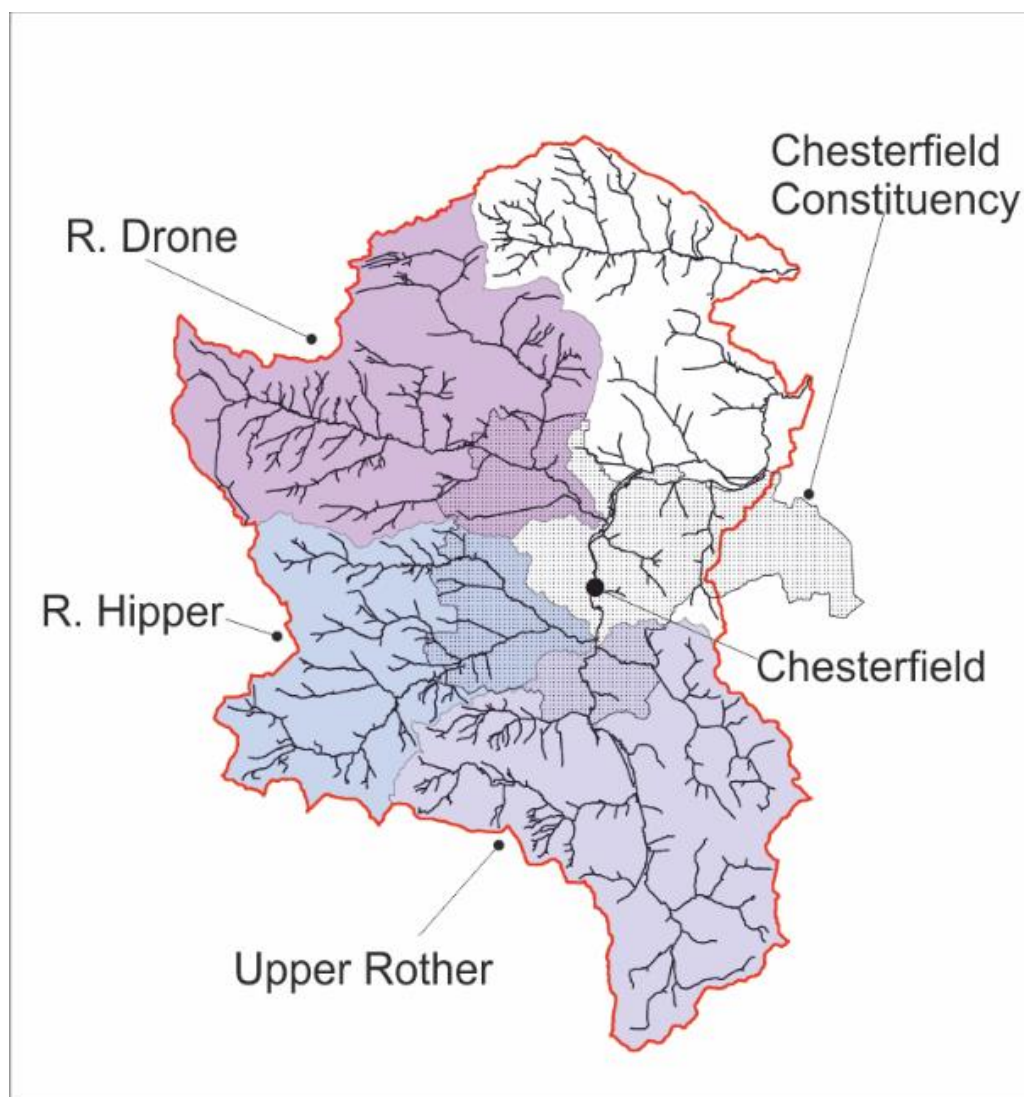 Chesterfield
Constituency
R. Drone
R. Hipper
Chesterfield
Upper Rother